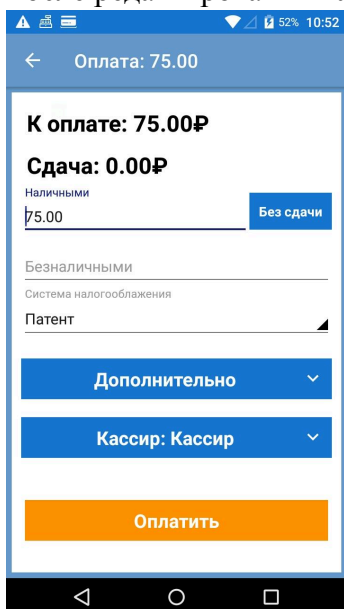 52% 10:52
Оплата: 75.00
К оплате: 75.00₽
Сдача: 0.00₽
Наличными
75.00
Без сдачи
Безналичными
Система налогооблажения
Патент
Дополнительно
Кассир: Кассир
Оплатить